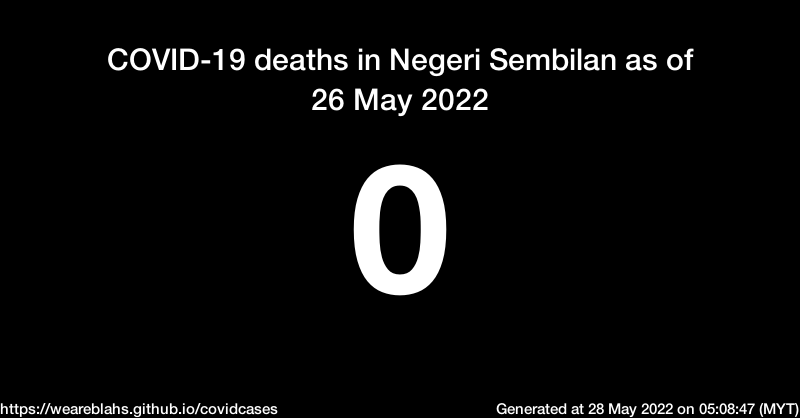 COVID-19 deaths in Negeri Sembilan as of
26 May 2022
0
https://weareblahs.github.io/covidcases
Generated at 28 May 2022 on 05:08:47 (MYT)